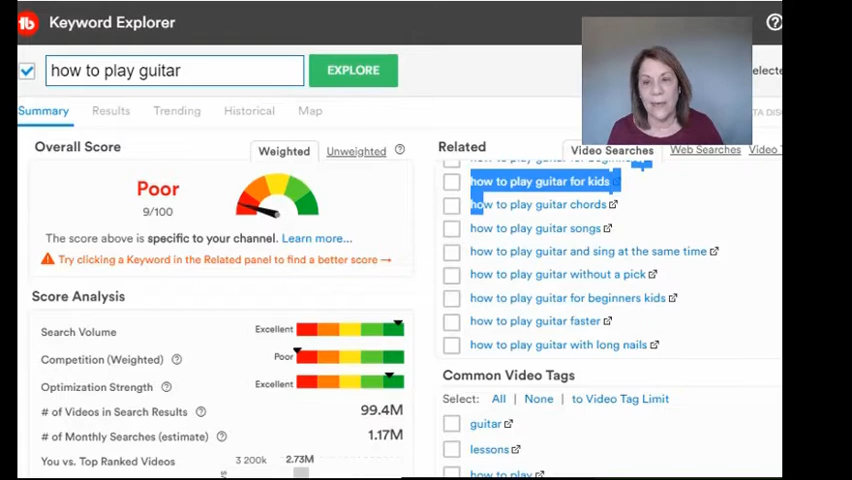 tb Keyword Explorer
how to play guitar EXPLORE
Summary Results Trending Historical Map
Overall Score Weighted Unweighted
Poor
9/100
The score above is specific to your channel. Learn more...
Try clicking a Keyword in the Related panel to find a better score →
Score Analysis
Search Volume Excellent
Competition (Weighted) Poor
Optimization Strength Excellent
# of Videos in Search Results 99.4M
# of Monthly Searches (estimate) 1.17M
You vs. Top Ranked Videos 3 200k 2.73M
Related Video Searches Web Searches Video
how to play guitar for kids
how to play guitar chords
how to play guitar songs
how to play guitar and sing at the same time
how to play guitar without a pick
how to play guitar for beginners kids
how to play guitar faster
how to play guitar with long nails
Common Video Tags
Select: All | None | to Video Tag Limit
guitar
lessons
how to play